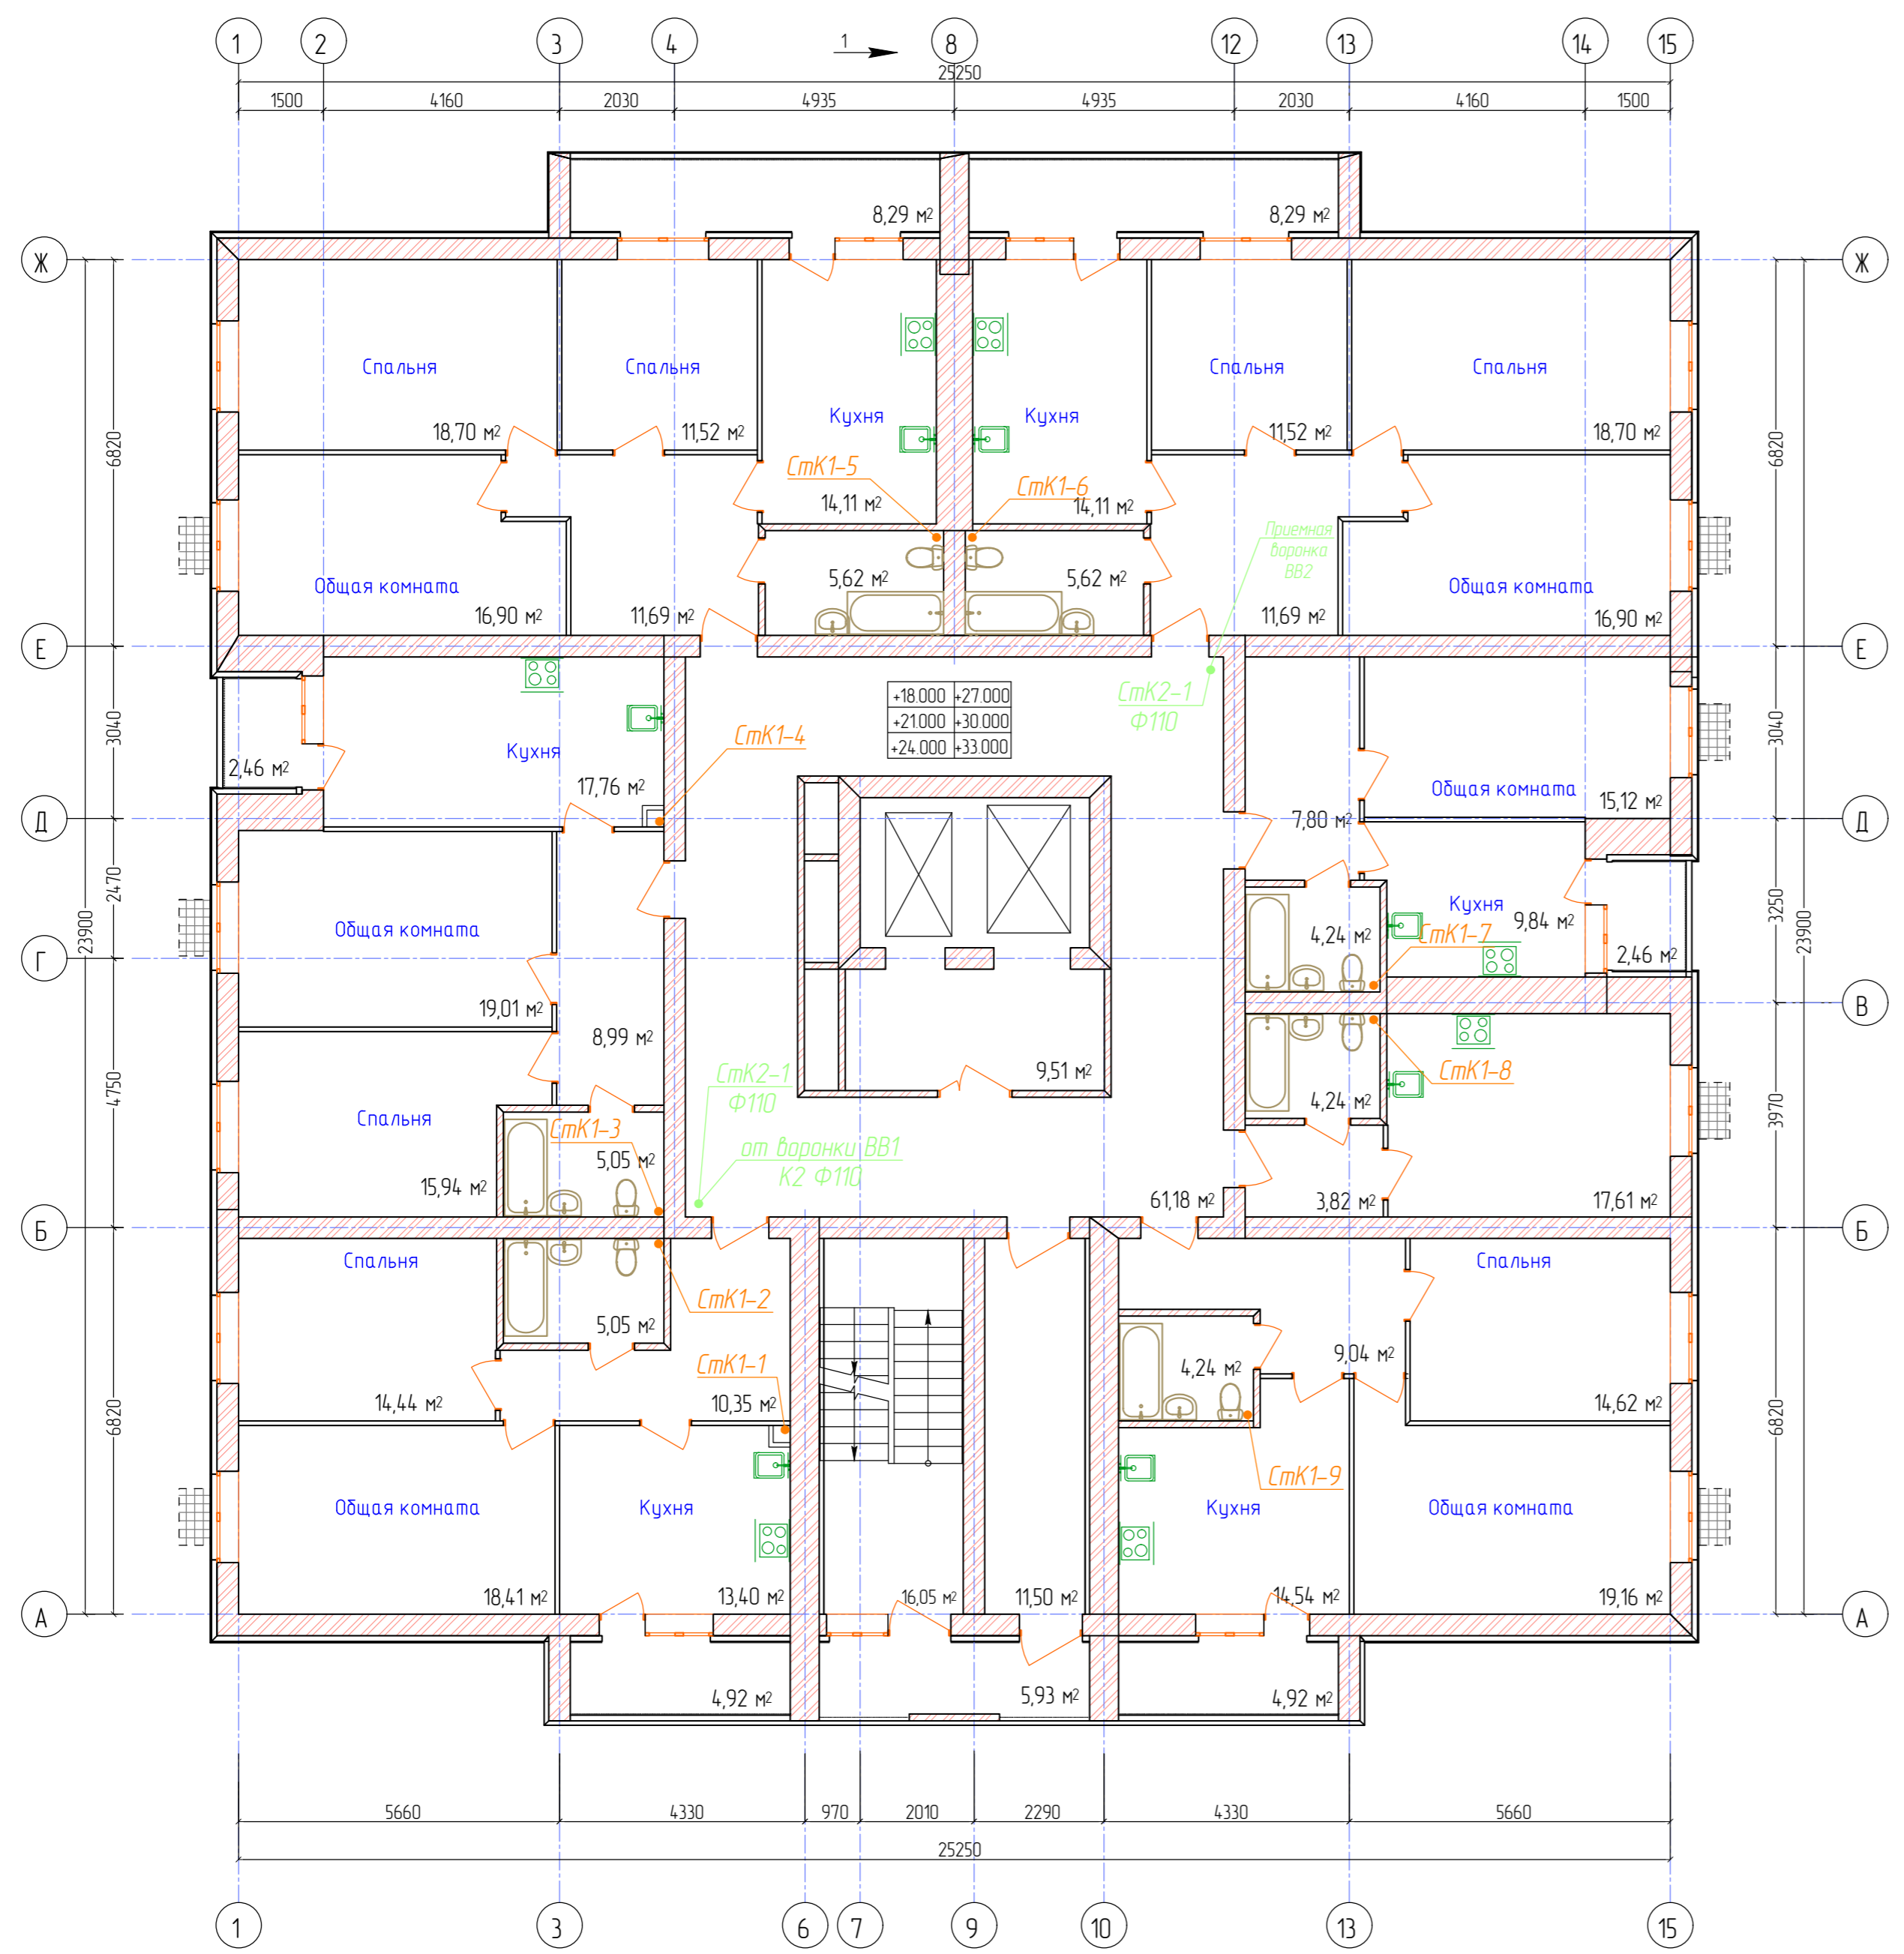 1 2 3 4 1 8 12 13 14 15
25250
1500 4160 2030 4935 4935 2030 4160 1500
8,29 м2 8,29 м2
Ж Ж
Спальня Спальня Спальня Спальня
Кухня Кухня
6820 18,70 м2 11,52 м2 11,52 м2 18,70 м2 6820
СтК1-5
СтК1-6
14,11 м2 14,11 м2
Приемная
воронка
ВВ2
5,62 м2 5,62 м2
Общая комната Общая комната
16,90 м2 11,69 м2 11,69 м2 16,90 м2
Е Е
+18.000 +27.000
+21.000 +30.000
+24.000 +33.000
СтК2-1
Ф110
3040 3040
СтК1-4
Кухня
2,46 м2
17,76 м2
Общая комната
15,12 м2
Д Д
7,80 м2
2470 3250
23900 23900
Общая комната
Кухня
9,84 м2
4,24 м2
СтК1-7
2,46 м2
Г
19,01 м2
В
8,99 м2
9,51 м2
СтК2-1
Ф110
СтК1-8
4750 3970
4,24 м2
Спальня
СтК1-3
5,05 м2
от воронки ВВ1
К2 Ф110
15,94 м2
61,18 м2
3,82 м2
17,61 м2
Б Б
Спальня Спальня
СтК1-2
5,05 м2
СтК1-1
4,24 м2
9,04 м2
14,44 м2 10,35 м2 14,62 м2
6820 6820
СтК1-9
Общая комната Кухня Кухня Общая комната
18,41 м2 13,40 м2 16,05 м2 11,50 м2 14,54 м2 19,16 м2
А А
4,92 м2 5,93 м2 4,92 м2
5660 4330 970 2010 2290 4330 5660
25250
1 3 6 7 9 10 13 15